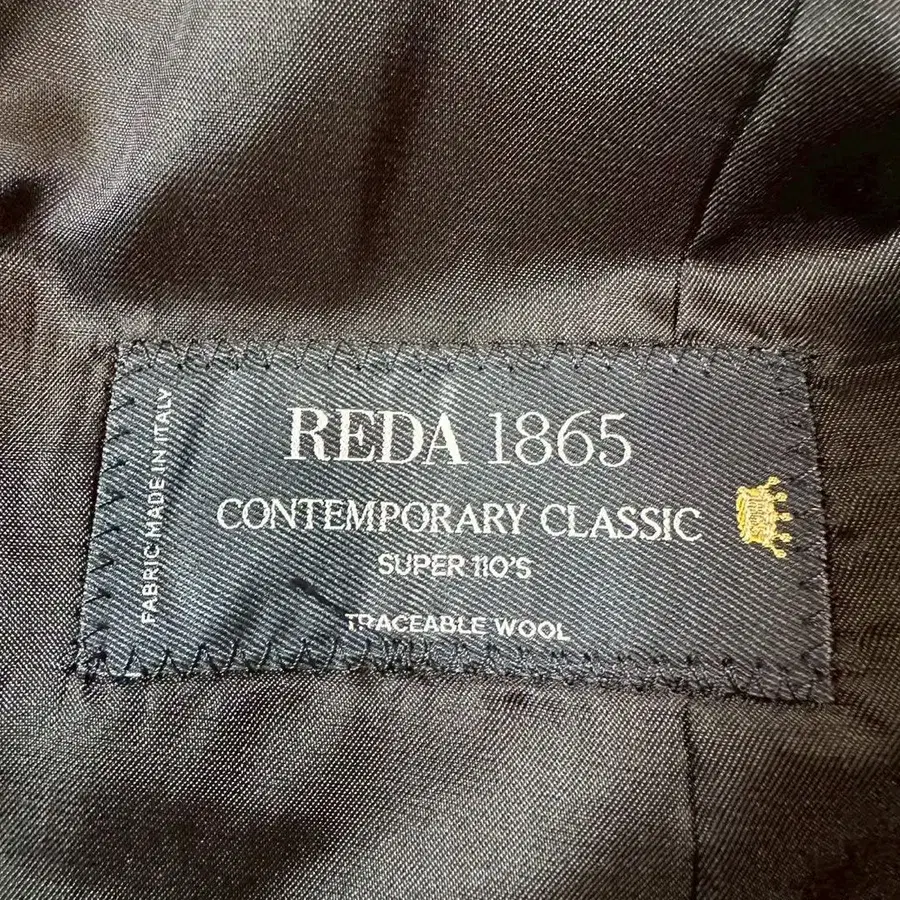 REDA 1865
CONTEMPORARY CLASSIC
SUPER 110'S
TRACEABLE WOOL
FABRIC MADE IN ITALY